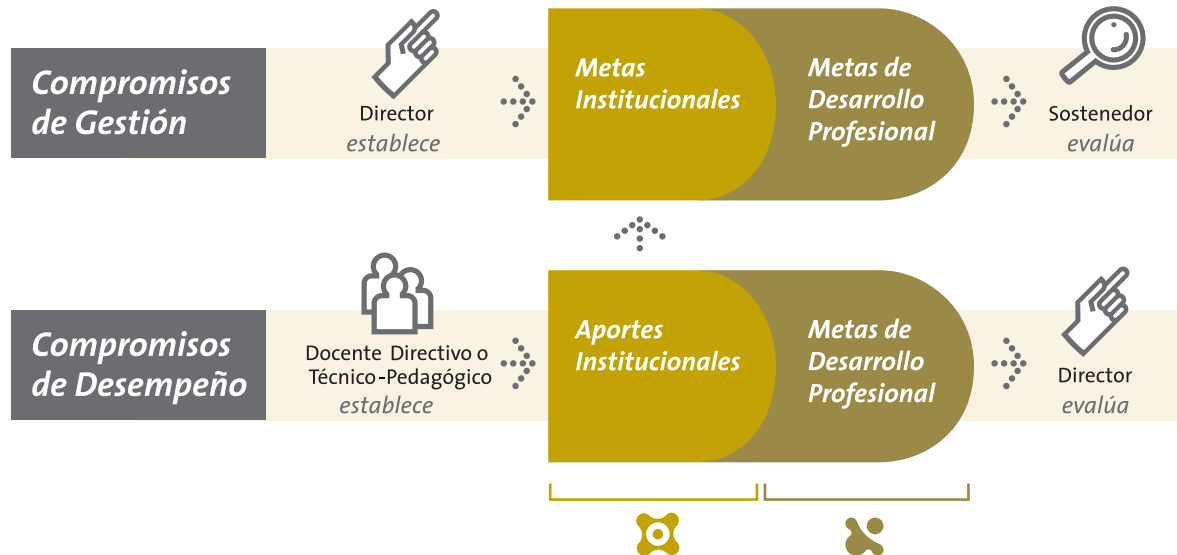 Compromisos
de Gestión
Director
establece
Metas
Institucionales
Metas de
Desarrollo
Profesional
Sostenedor
evalúa
Compromisos
de Desempeño
Docente Directivo o
Técnico-Pedagógico
establece
Aportes
Institucionales
Metas de
Desarrollo
Profesional
Director
evalúa